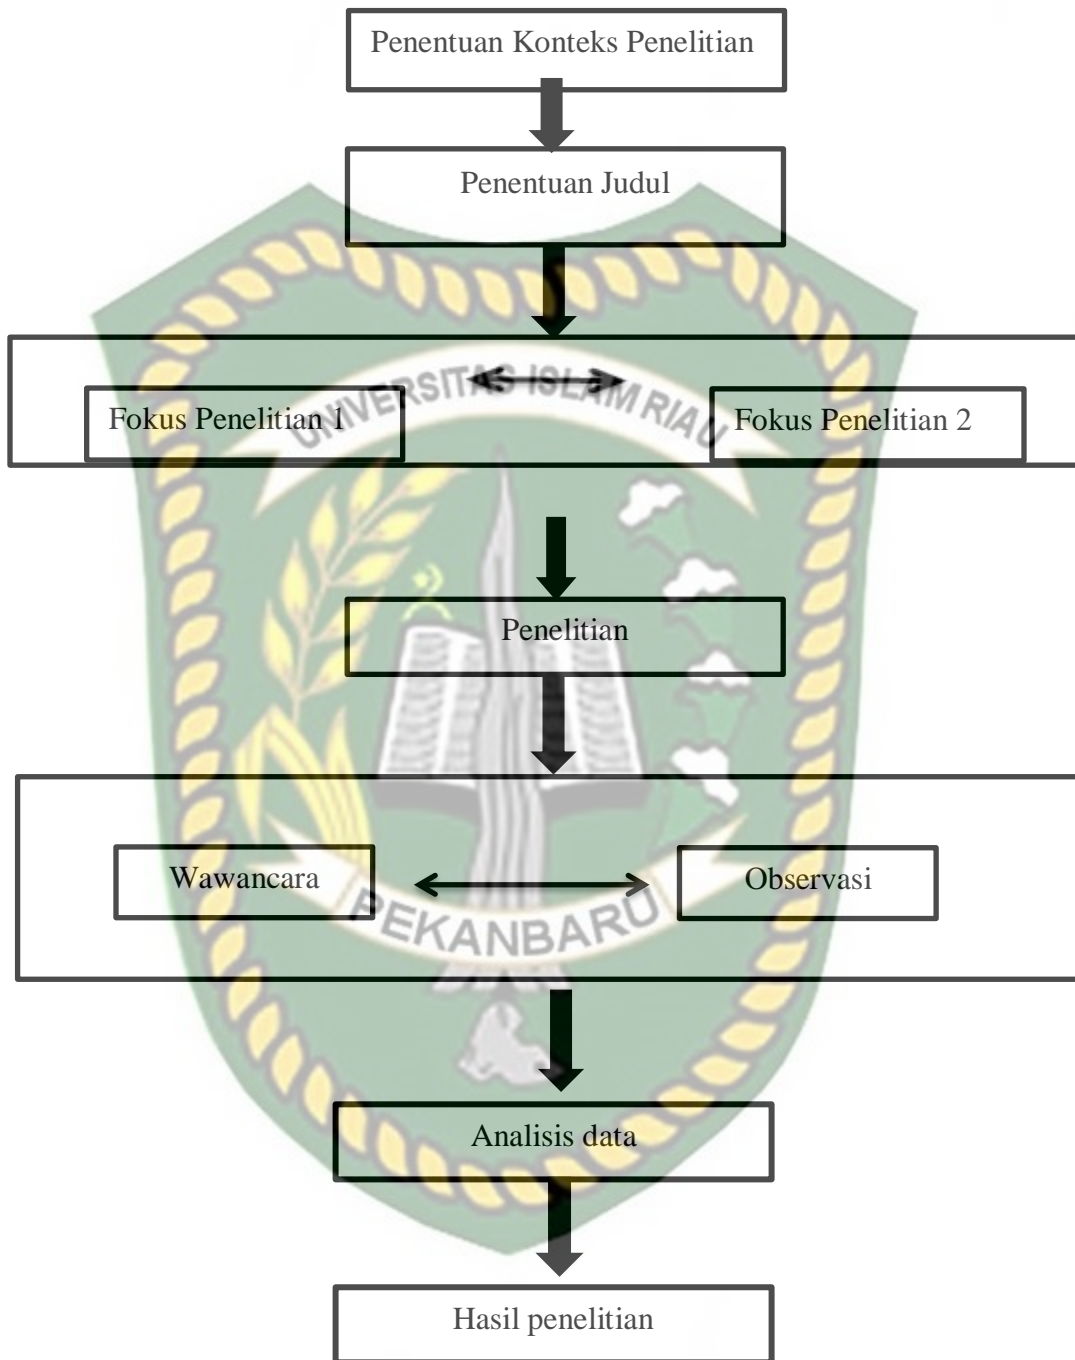 Penentuan Konteks Penelitian
Penentuan Judul
UNIVERSITAS ISLAM RIAU
Fokus Penelitian 1
Fokus Penelitian 2
Penelitian
Wawancara
Observasi
PEKANBARU
Analisis data
Hasil penelitian